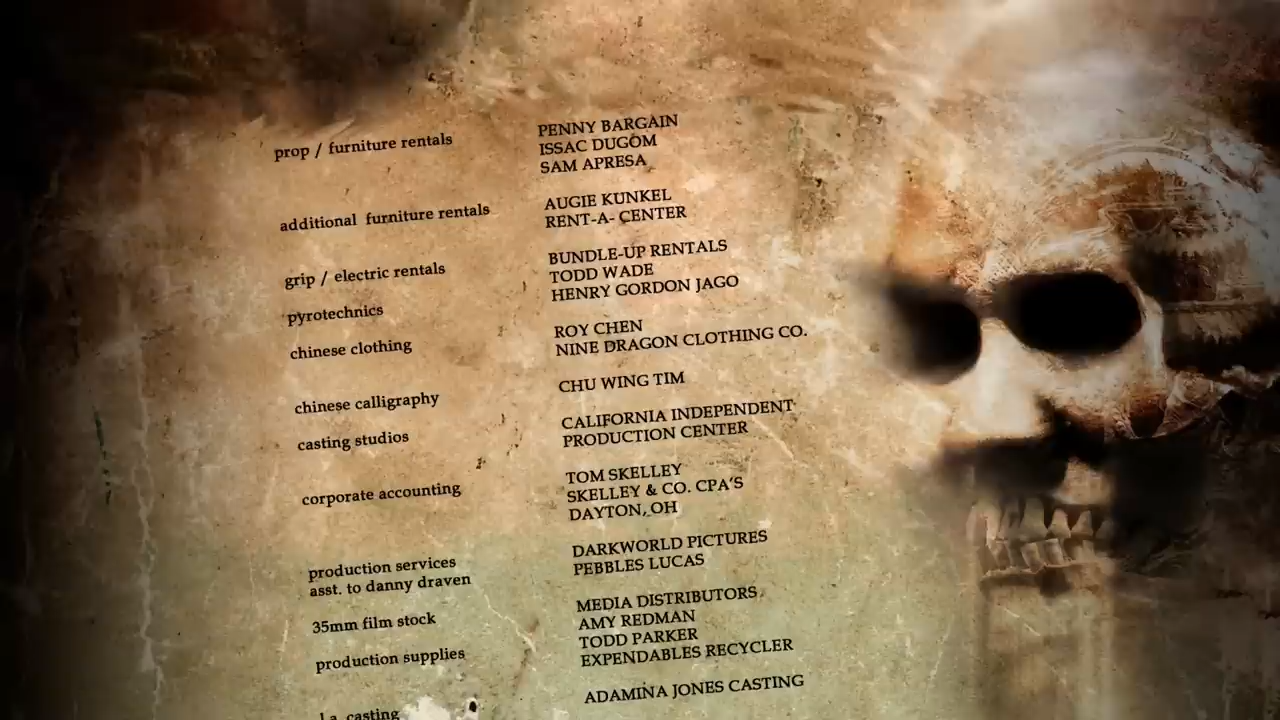 prop / furniture rentals PENNY BARGAIN
ISSAC DUGOM
SAM APRESA
additional furniture rentals AUGIE KUNKEL
RENT-A- CENTER
grip / electric rentals BUNDLE-UP RENTALS
TODD WADE
pyrotechnics HENRY GORDON JAGO
chinese clothing ROY CHEN
NINE DRAGON CLOTHING CO.
chinese calligraphy CHU WING TIM
casting studios CALIFORNIA INDEPENDENT
PRODUCTION CENTER
corporate accounting TOM SKELLEY
SKELLEY & CO. CPA'S
DAYTON, OH
production services DARKWORLD PICTURES
asst. to danny draven PEBBLES LUCAS
35mm film stock MEDIA DISTRIBUTORS
AMY REDMAN
production supplies TODD PARKER
EXPENDABLES RECYCLER
l.a. casting ADAMINA JONES CASTING